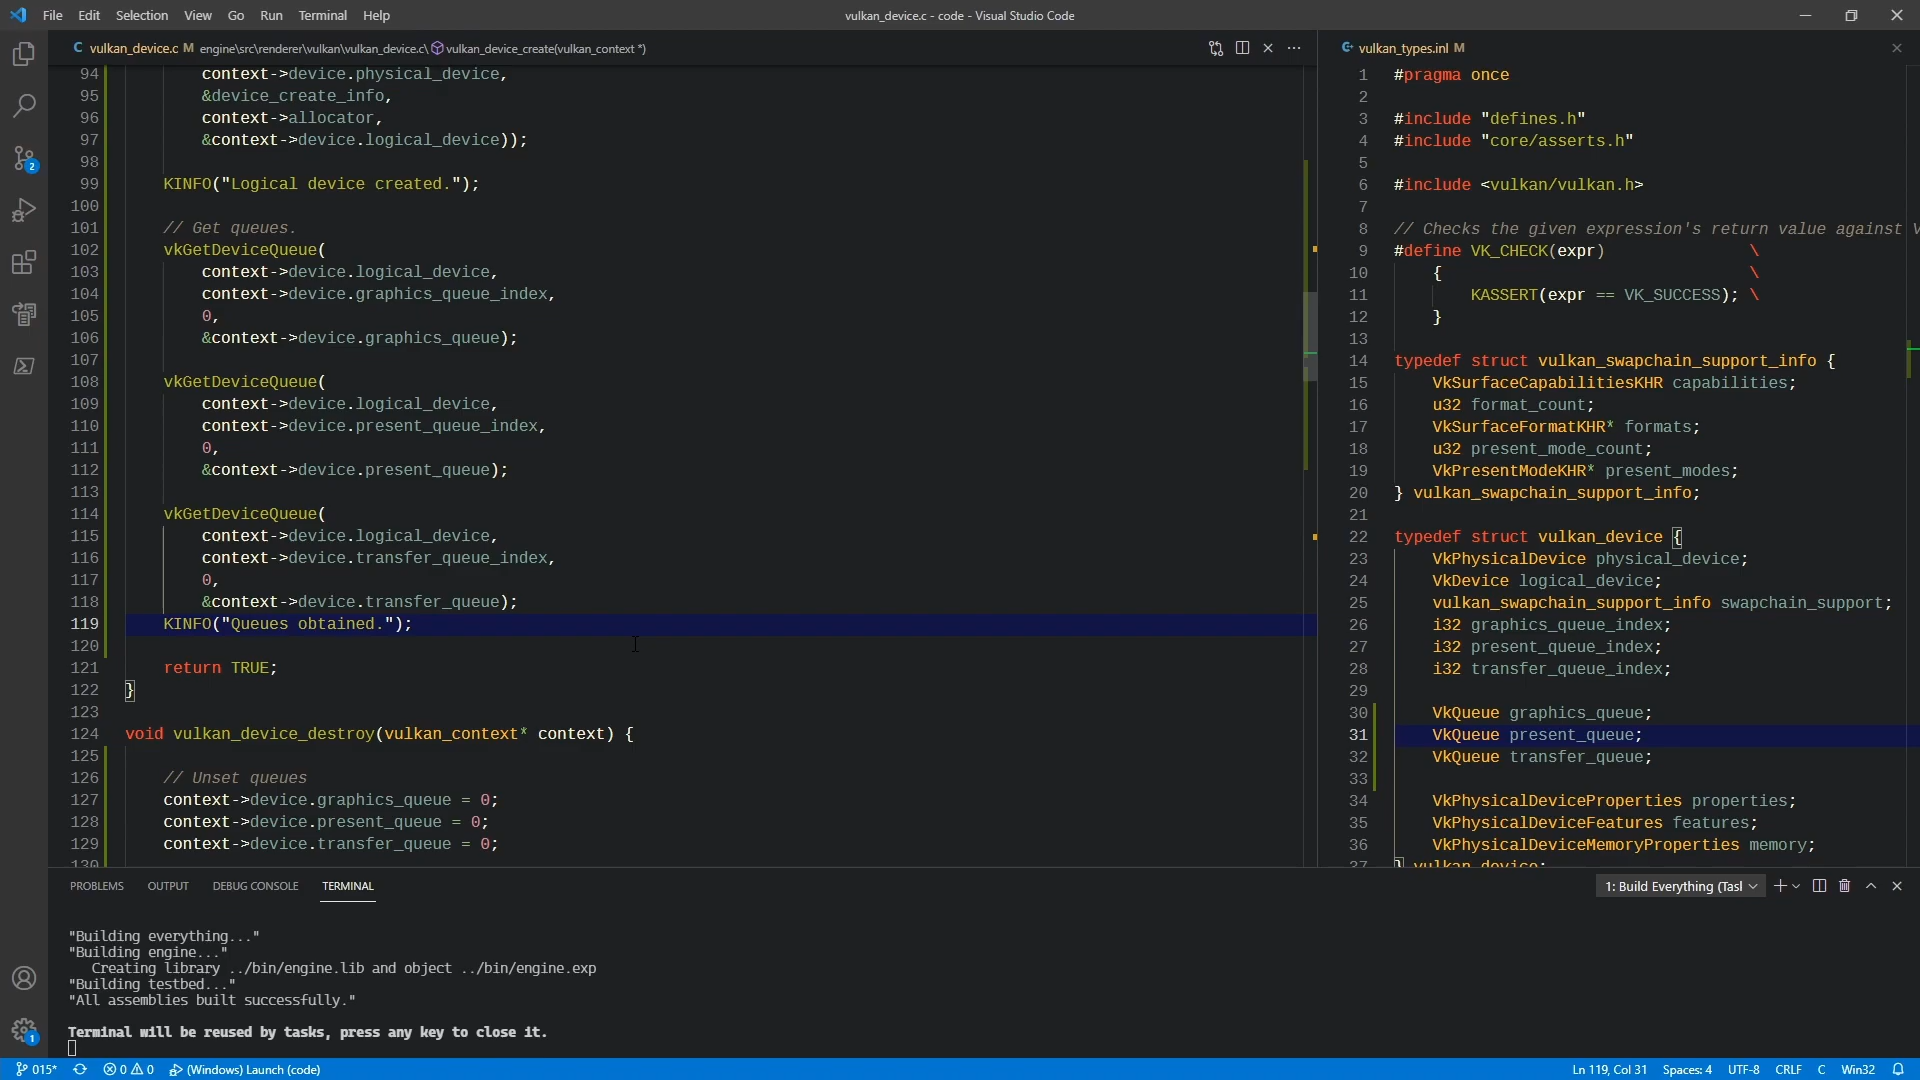 File Edit Selection View Go Run Terminal Help
vulkan_device.c - code - Visual Studio Code
C vulkan_device.c M engine\src\renderer\vulkan\vulkan_device.c\ vulkan_device_create(vulkan_context *)
94 context->device.physical_device,
95 &device_create_info,
96 context->allocator,
97 &context->device.logical_device));
98
99 KINFO("Logical device created.");
100
101 // Get queues.
102 vkGetDeviceQueue(
103 context->device.logical_device,
104 context->device.graphics_queue_index,
105 0,
106 &context->device.graphics_queue);
107
108 vkGetDeviceQueue(
109 context->device.logical_device,
110 context->device.present_queue_index,
111 0,
112 &context->device.present_queue);
113
114 vkGetDeviceQueue(
115 context->device.logical_device,
116 context->device.transfer_queue_index,
117 0,
118 &context->device.transfer_queue);
119 KINFO("Queues obtained.");
120
121 return TRUE;
122 }
123
124 void vulkan_device_destroy(vulkan_context* context) {
125
126 // Unset queues
127 context->device.graphics_queue = 0;
128 context->device.present_queue = 0;
129 context->device.transfer_queue = 0;
130
vulkan_types.inl M
1 #pragma once
2
3 #include "defines.h"
4 #include "core/asserts.h"
5
6 #include <vulkan/vulkan.h>
7
8 // Checks the given expression's return value against V
9 #define VK_CHECK(expr) \
10 { \
11 KASSERT(expr == VK_SUCCESS); \
12 }
13
14 typedef struct vulkan_swapchain_support_info {
15 VkSurfaceCapabilitiesKHR capabilities;
16 u32 format_count;
17 VkSurfaceFormatKHR* formats;
18 u32 present_mode_count;
19 VkPresentModeKHR* present_modes;
20 } vulkan_swapchain_support_info;
21
22 typedef struct vulkan_device {
23 VkPhysicalDevice physical_device;
24 VkDevice logical_device;
25 vulkan_swapchain_support_info swapchain_support;
26 i32 graphics_queue_index;
27 i32 present_queue_index;
28 i32 transfer_queue_index;
29
30 VkQueue graphics_queue;
31 VkQueue present_queue;
32 VkQueue transfer_queue;
33
34 VkPhysicalDeviceProperties properties;
35 VkPhysicalDeviceFeatures features;
36 VkPhysicalDeviceMemoryProperties memory;
37 } vulkan_device;
PROBLEMS OUTPUT DEBUG CONSOLE TERMINAL
1: Build Everything (Tasl
"Building everything..."
"Building engine..."
Creating library ../bin/engine.lib and object ../bin/engine.exp
"Building testbed..."
"All assemblies built successfully."
Terminal will be reused by tasks, press any key to close it.
2
1
015* 0 0 (Windows) Launch (code)
Ln 119, Col 31 Spaces: 4 UTF-8 CRLF C Win32